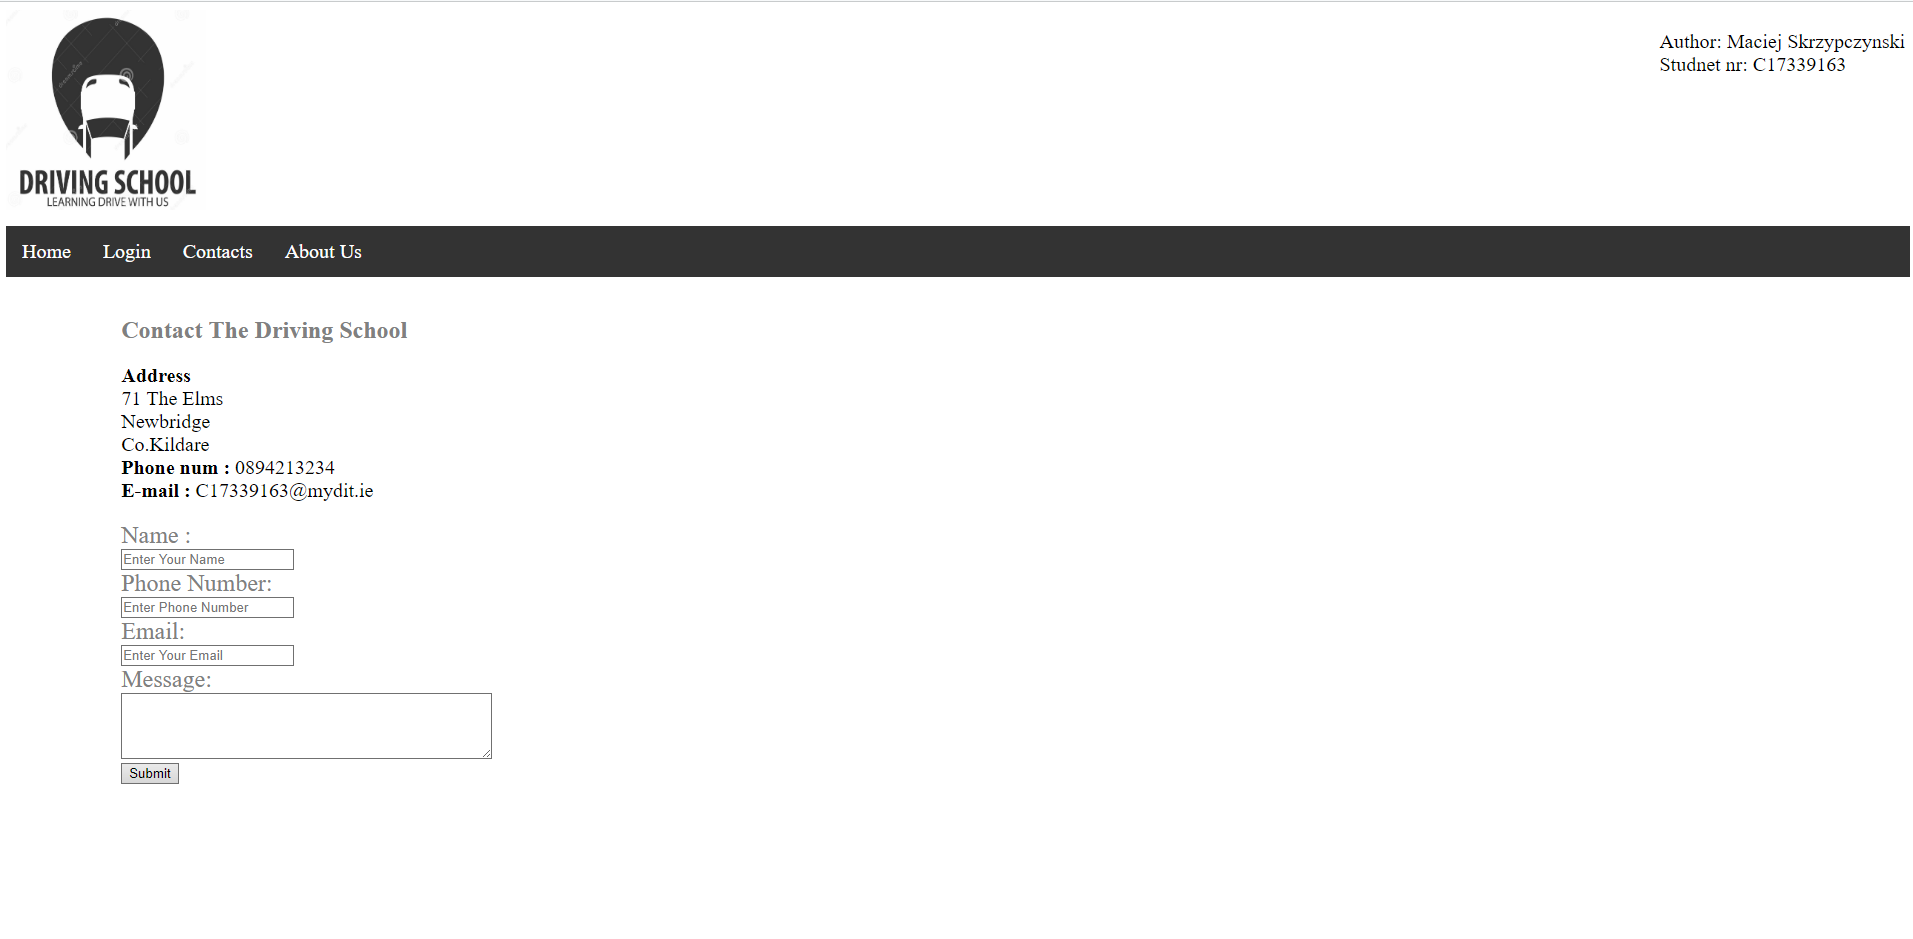 DRIVING SCHOOL
LEARNING DRIVE WITH US
Author: Maciej Skrzypczynski
Studnet nr: C17339163
Home Login Contacts About Us
Contact The Driving School
Address
71 The Elms
Newbridge
Co.Kildare
Phone num : 0894213234
E-mail : C17339163@mydit.ie
Name :
Enter Your Name
Phone Number:
Enter Phone Number
Email:
Enter Your Email
Message:
Submit